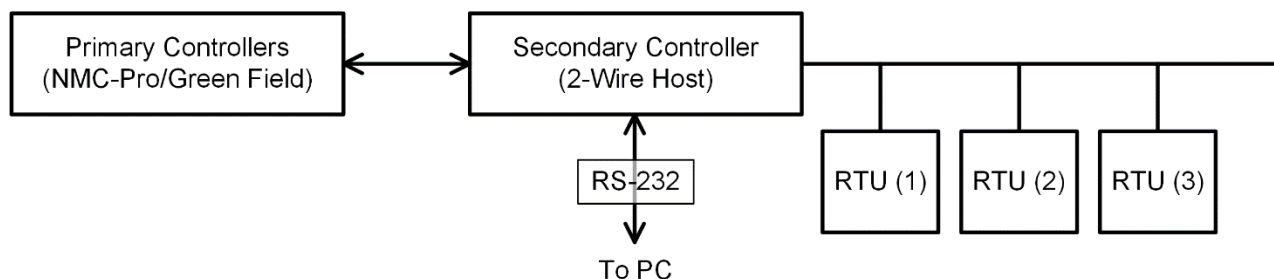 Primary Controllers
(NMC-Pro/Green Field)
Secondary Controller
(2-Wire Host)
RTU (1)
RTU (2)
RTU (3)
RS-232
To PC